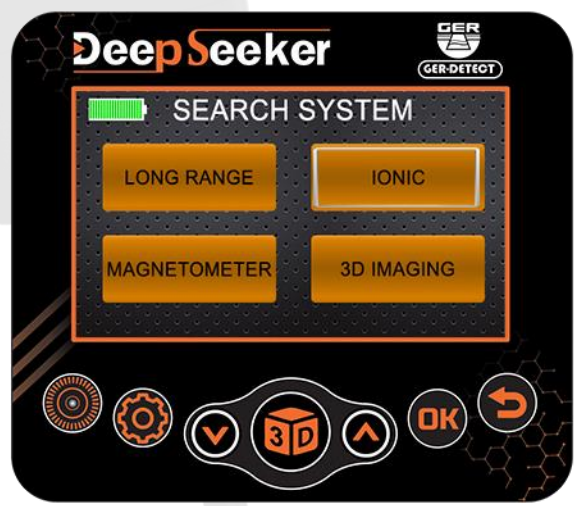 Deep Seeker
GER
GER-DETECT
SEARCH SYSTEM
LONG RANGE
IONIC
MAGNETOMETER
3D IMAGING
3D
OK